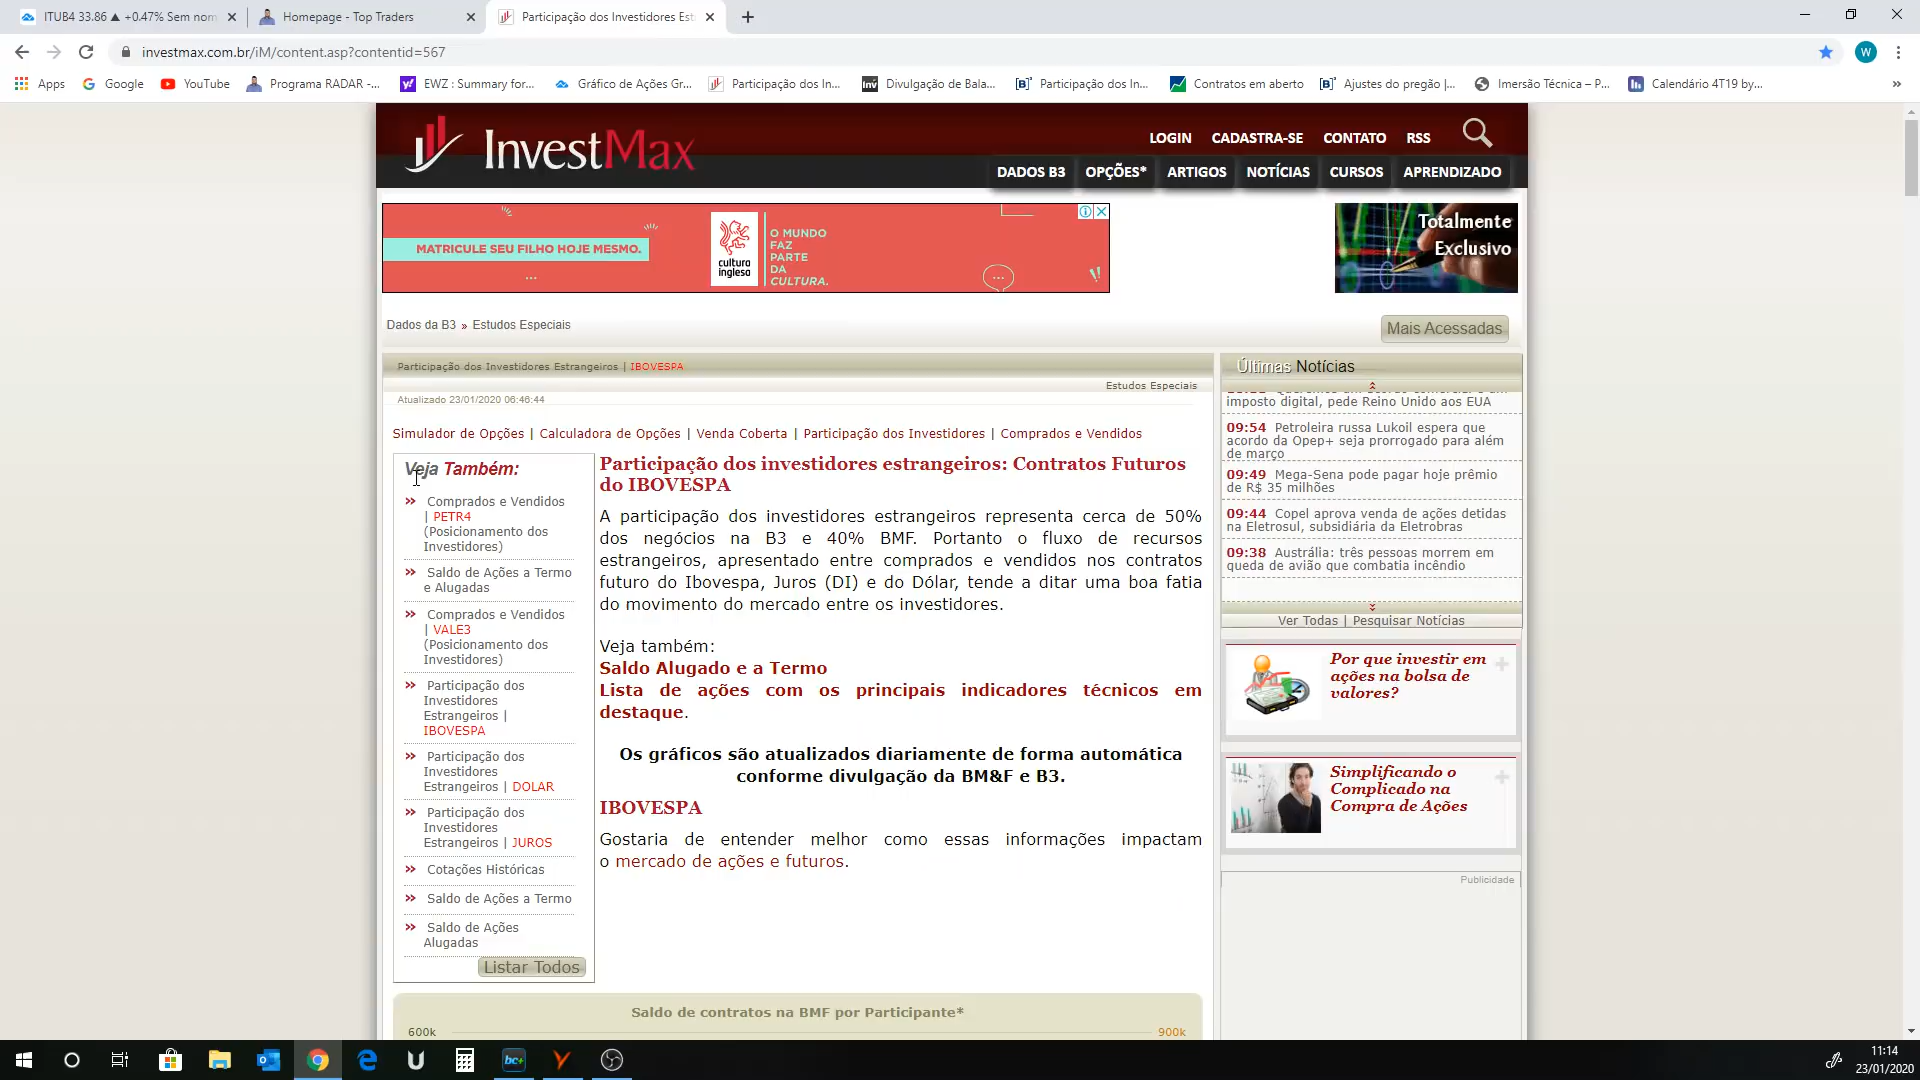 ITUB4 33.86 ▲ +0.47% Sem nom
Homepage - Top Traders
Participação dos Investidores Est
investmax.com.br/iM/content.asp?contentid=567
W
Apps
Google
YouTube
Programa RADAR -...
EWZ : Summary for...
Gráfico de Ações Gr...
Participação dos In...
Divulgação de Bala...
Participação dos In...
Contratos em aberto
Ajustes do pregão |...
Imersão Técnica – P...
Calendário 4T19 by...
»
InvestMax
LOGIN CADASTRA-SE CONTATO RSS
DADOS B3 OPÇÕES* ARTIGOS NOTÍCIAS CURSOS APRENDIZADO
MATRICULE SEU FILHO HOJE MESMO.
cultura
inglesa
O MUNDO
FAZ
PARTE
DA
CULTURA.
Totalmente
Exclusivo
Dados da B3 » Estudos Especiais
Mais Acessadas
Participação dos Investidores Estrangeiros | IBOVESPA
Estudos Especiais
Atualizado 23/01/2020 06:46:44
Simulador de Opções | Calculadora de Opções | Venda Coberta | Participação dos Investidores | Comprados e Vendidos
Veja Também:
» Comprados e Vendidos
| PETR4
(Posicionamento dos
Investidores)
» Saldo de Ações a Termo
e Alugadas
» Comprados e Vendidos
| VALE3
(Posicionamento dos
Investidores)
» Participação dos
Investidores
Estrangeiros |
IBOVESPA
» Participação dos
Investidores
Estrangeiros | DOLAR
» Participação dos
Investidores
Estrangeiros | JUROS
» Cotações Históricas
» Saldo de Ações a Termo
» Saldo de Ações
Alugadas
Listar Todos
Participação dos investidores estrangeiros: Contratos Futuros
do IBOVESPA
A participação dos investidores estrangeiros representa cerca de 50%
dos negócios na B3 e 40% BMF. Portanto o fluxo de recursos
estrangeiros, apresentado entre comprados e vendidos nos contratos
futuro do Ibovespa, Juros (DI) e do Dólar, tende a ditar uma boa fatia
do movimento do mercado entre os investidores.
Veja também:
Saldo Alugado e a Termo
Lista de ações com os principais indicadores técnicos em
destaque.
Os gráficos são atualizados diariamente de forma automática
conforme divulgação da BM&F e B3.
IBOVESPA
Gostaria de entender melhor como essas informações impactam
o mercado de ações e futuros.
Saldo de contratos na BMF por Participante*
600k
900k
Últimas Notícias
imposto digital, pede Reino Unido aos EUA
09:54 Petroleira russa Lukoil espera que
acordo da Opep+ seja prorrogado para além
de março
09:49 Mega-Sena pode pagar hoje prêmio
de R$ 35 milhões
09:44 Copel aprova venda de ações detidas
na Eletrosul, subsidiária da Eletrobras
09:38 Austrália: três pessoas morrem em
queda de avião que combatia incêndio
Ver Todas | Pesquisar Notícias
Por que investir em
ações na bolsa de
valores?
Simplificando o
Complicado na
Compra de Ações
Publicidade
11:14
23/01/2020